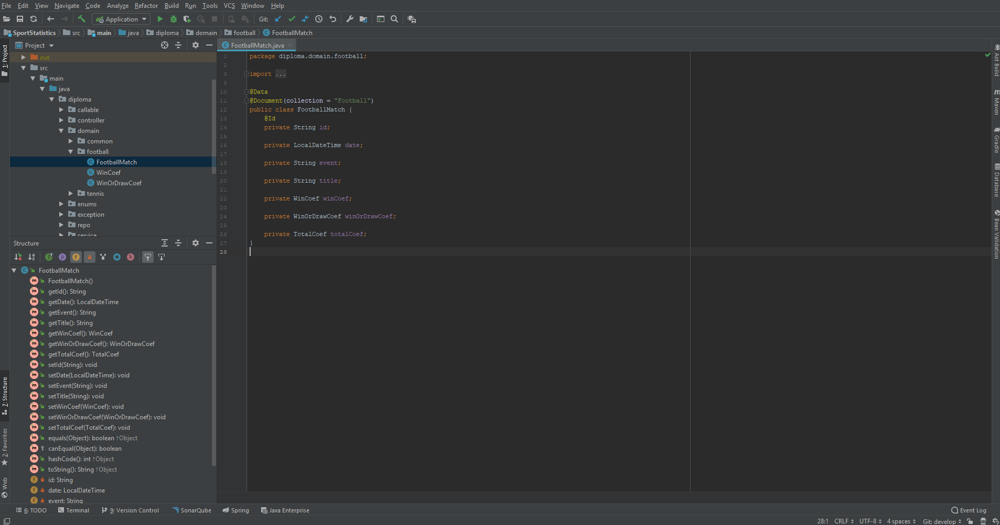 File Edit View Navigate Code Analyze Refactor Build Run Tools VCS Window Help
Application Git:
SportStatistics src main java diploma domain football FootballMatch
1: Project
Project
out
src
main
java
diploma
callable
controller
domain
common
football
FootballMatch
WinCoef
WinOrDrawCoef
tennis
enums
exception
repo
service
Structure
FootballMatch
FootballMatch()
getId(): String
getDate(): LocalDateTime
getEvent(): String
getTitle(): String
getWinCoef(): WinCoef
getWinOrDrawCoef(): WinOrDrawCoef
getTotalCoef(): TotalCoef
setId(String): void
setDate(LocalDateTime): void
setEvent(String): void
setTitle(String): void
setWinCoef(WinCoef): void
setWinOrDrawCoef(WinOrDrawCoef): void
setTotalCoef(TotalCoef): void
equals(Object): boolean ↑Object
canEqual(Object): boolean
hashCode(): int ↑Object
toString(): String ↑Object
id: String
date: LocalDateTime
event: String
7: Structure
2: Favorites
Web
FootballMatch.java
1 package diploma.domain.football;
2
3 import ...
9
10 @Data
11 @Document(collection = "Football")
12 public class FootballMatch {
13 @Id
14 private String id;
15
16 private LocalDateTime date;
17
18 private String event;
19
20 private String title;
21
22 private WinCoef winCoef;
23
24 private WinOrDrawCoef winOrDrawCoef;
25
26 private TotalCoef totalCoef;
27 }
28
Ant Build
Maven
Gradle
Database
Bean Validation
6: TODO Terminal 9: Version Control SonarQube Spring Java Enterprise Event Log
28:1 CRLF UTF-8 4 spaces Git: develop